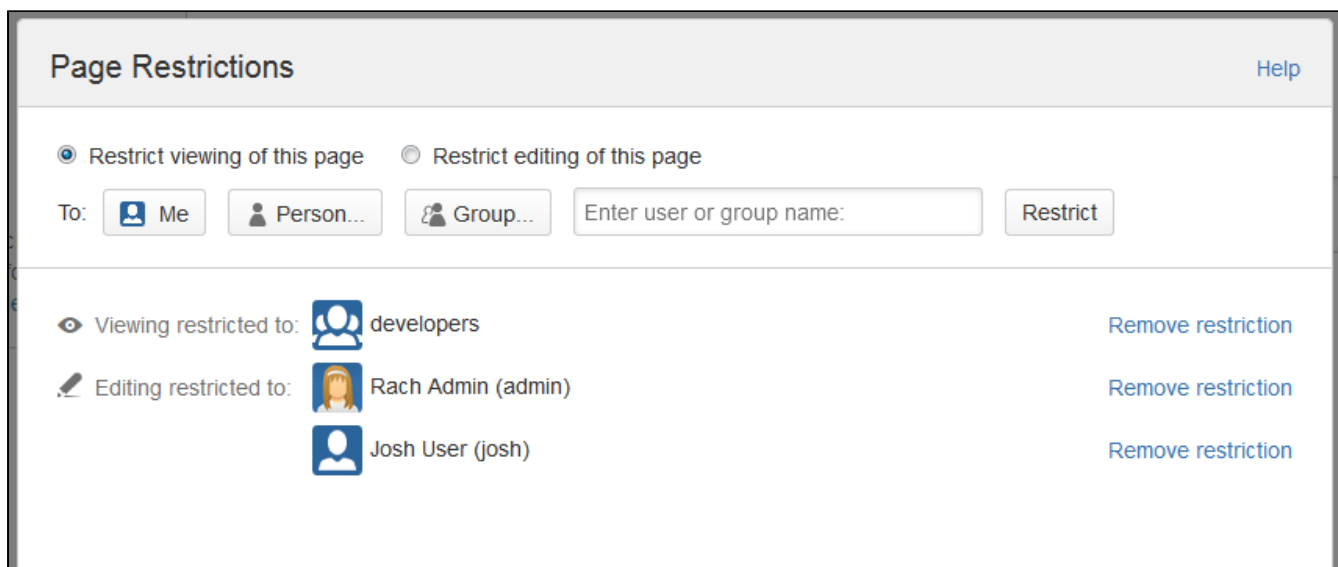 Page Restrictions
Help
Restrict viewing of this page
Restrict editing of this page
To:
Me
Person...
Group...
Enter user or group name:
Restrict
Viewing restricted to:
developers
Remove restriction
Editing restricted to:
Rach Admin (admin)
Remove restriction
Josh User (josh)
Remove restriction